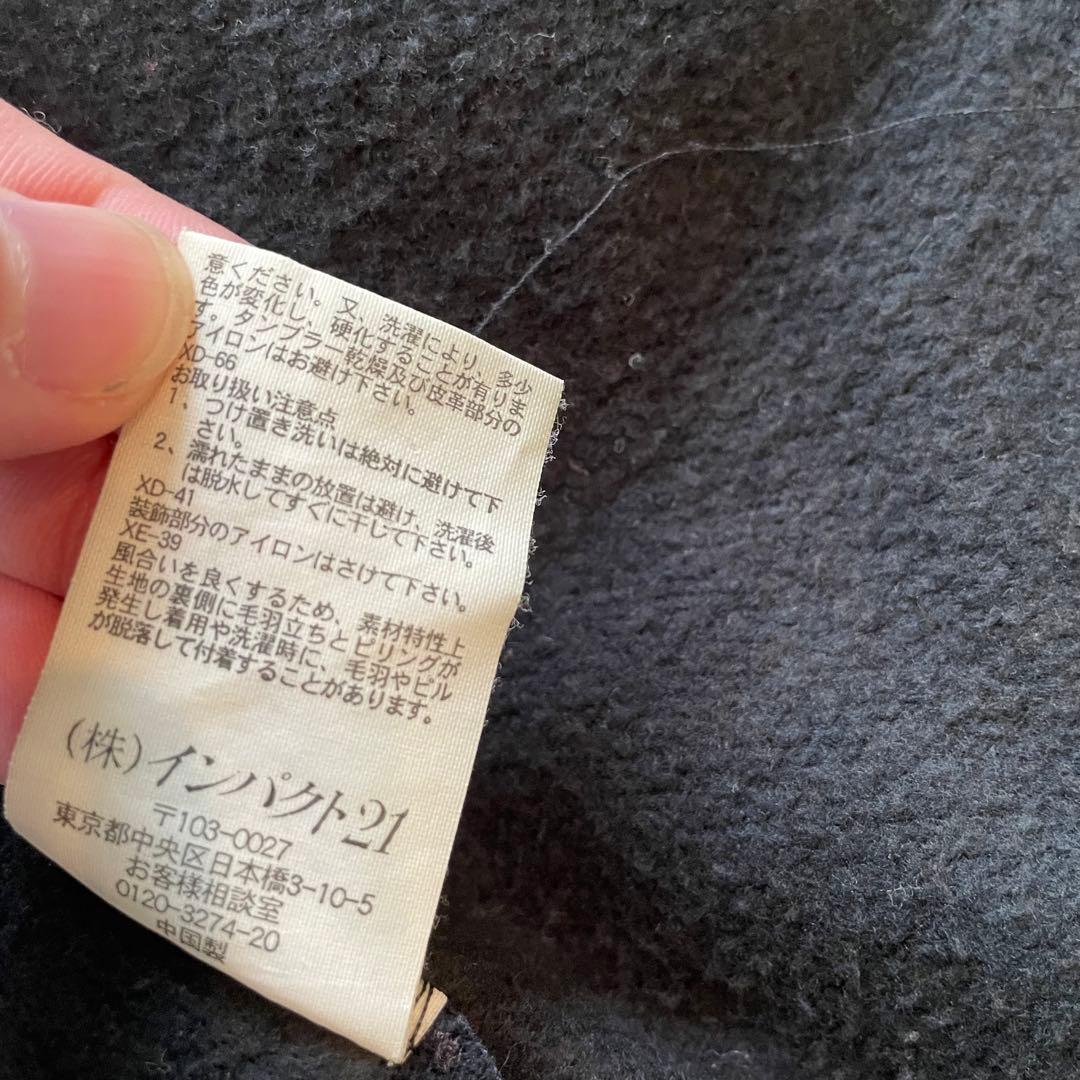 意ください。又、洗濯により、多少
色が変化し、硬化することが有りま
す。タンブラー乾燥及び皮革部分の
アイロンはお避け下さい。
XD-66
お取り扱い注意点
1、つけ置き洗いは絶対に避けて下
さい。
2、濡れたままの放置は避け、洗濯後
は脱水してすぐに干して下さい。
XD-41
装飾部分のアイロンはさけて下さい。
XE-39
風合いを良くするため、素材特性上
生地の裏側に毛羽立ちとピリングが
発生し着用や洗濯時に、毛羽やピル
が脱落して付着することがあります。
(株)インパクト21
〒103-0027
東京都中央区日本橋3-10-5
お客様相談室
0120-3274-20
中国製